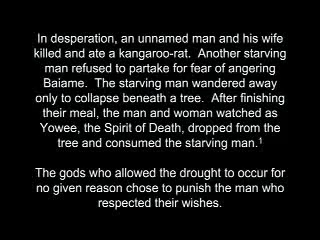 In desperation, an unnamed man and his wife
killed and ate a kangaroo-rat.  Another starving
man refused to partake for fear of angering
Baiame.  The starving man wandered away
only to collapse beneath a tree.  After finishing
their meal, the man and woman watched as
Yowee, the Spirit of Death, dropped from the
tree and consumed the starving man.¹
The gods who allowed the drought to occur for
no given reason chose to punish the man who
respected their wishes.